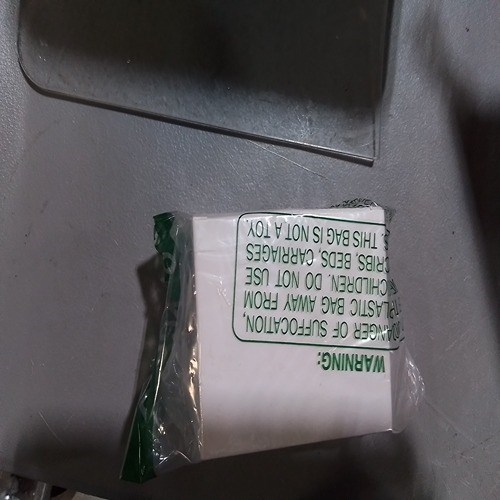 WARNING:
DANGER OF SUFFOCATION,
PLASTIC BAG AWAY FROM
CHILDREN. DO NOT USE
CRIBS, BEDS, CARRIAGES
THIS BAG IS NOT A TOY.